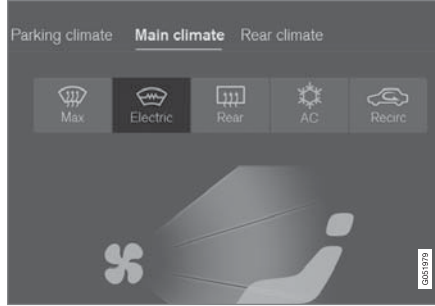 Parking climate Main climate Rear climate
Max Electric Rear AC Recirc
G051979